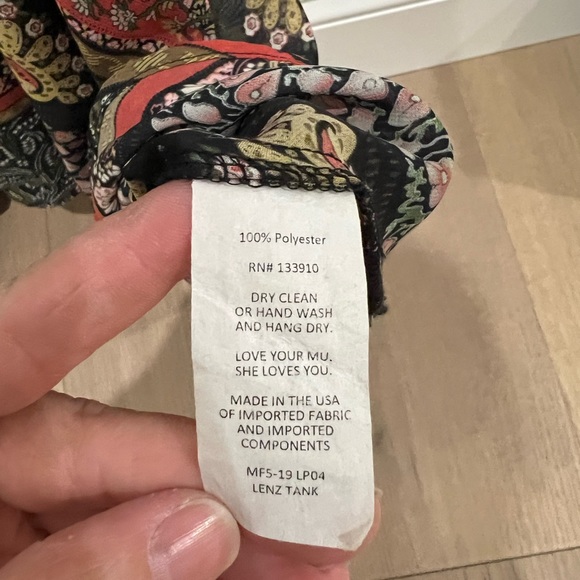 100% Polyester
RN# 133910
DRY CLEAN
OR HAND WASH
AND HANG DRY.
LOVE YOUR MU.
SHE LOVES YOU.
MADE IN THE USA
OF IMPORTED FABRIC
AND IMPORTED
COMPONENTS
MF5-19 LP04
LENZ TANK